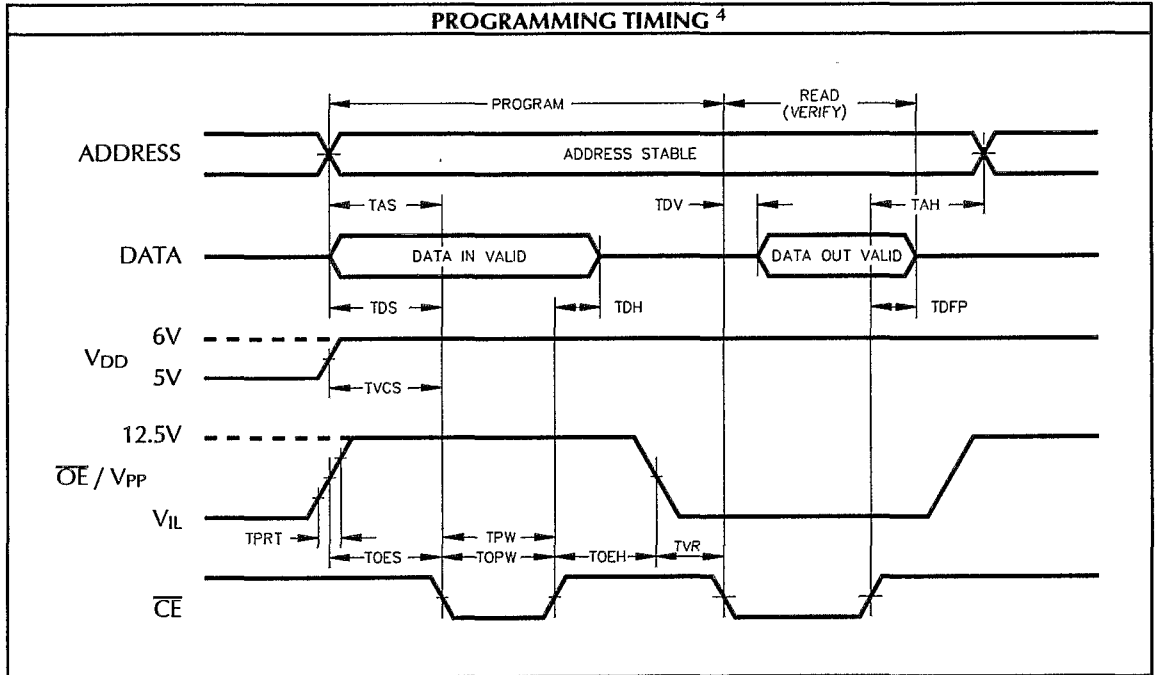 PROGRAMMING TIMING 4
PROGRAM
READ
(VERIFY)
ADDRESS
ADDRESS STABLE
TAS
TDV
TAH
DATA
DATA IN VALID
DATA OUT VALID
TDS
TDH
TDFP
6V
VDD
5V
TVCS
12.5V
OE / VPP
VIL
TPRT
TPW
TOES
TOPW
TOEH
TVR
CE